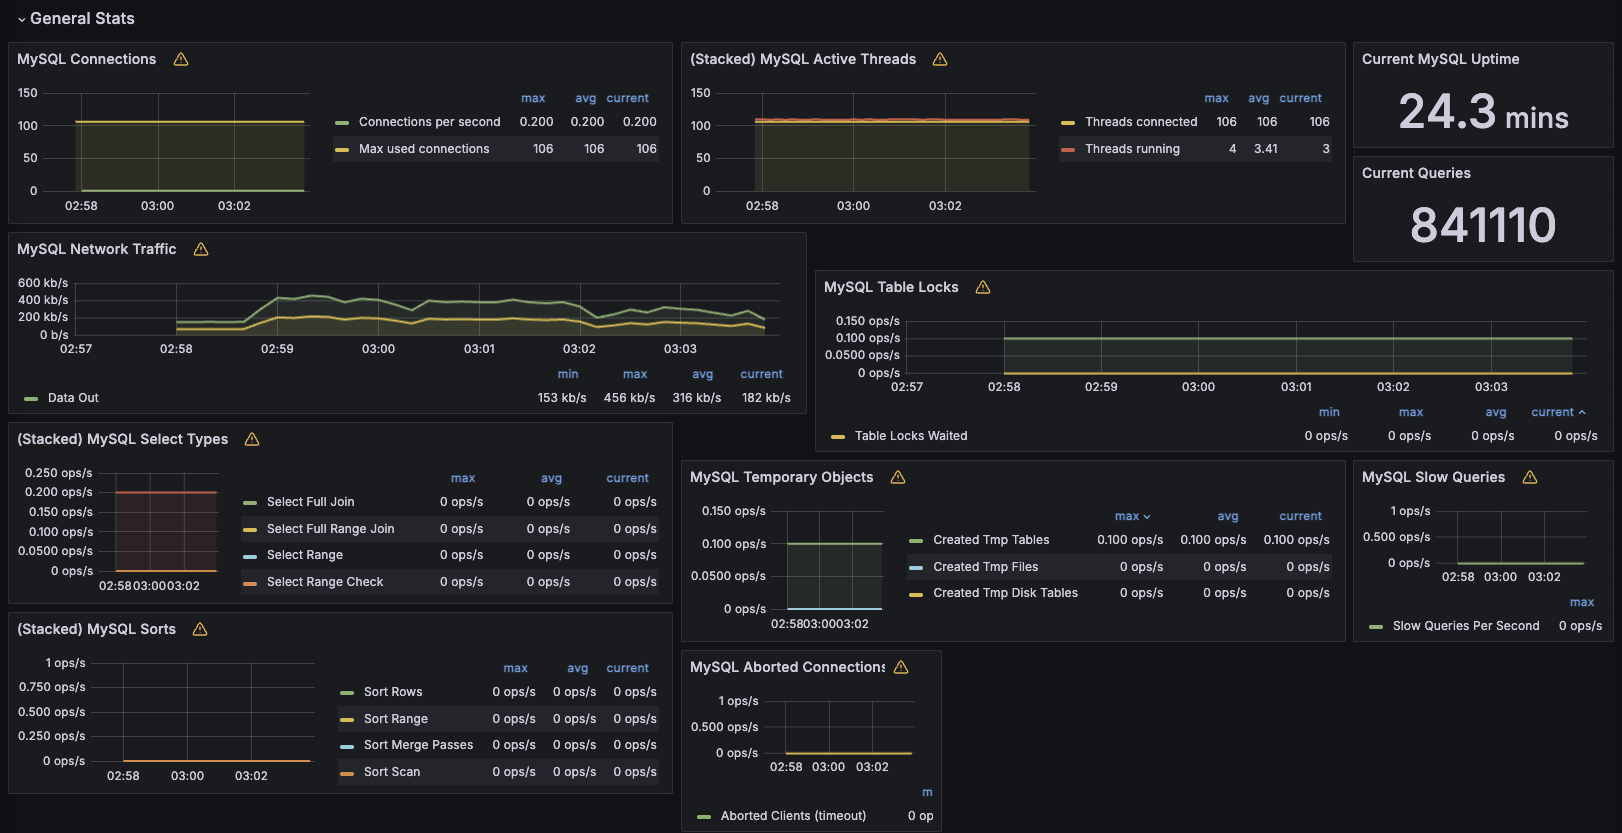 General Stats
MySQL Connections
150
100
50
0
02:58 03:00 03:02
max avg current
Connections per second 0.200 0.200 0.200
Max used connections 106 106 106
(Stacked) MySQL Active Threads
150
100
50
0
02:58 03:00 03:02
max avg current
Threads connected 106 106 106
Threads running 4 3.41 3
Current MySQL Uptime
24.3 mins
Current Queries
841110
MySQL Network Traffic
600 kb/s
400 kb/s
200 kb/s
0 b/s
02:57 02:58 02:59 03:00 03:01 03:02 03:03
min max avg current
Data Out 153 kb/s 456 kb/s 316 kb/s 182 kb/s
MySQL Table Locks
0.150 ops/s
0.100 ops/s
0.0500 ops/s
0 ops/s
02:57 02:58 02:59 03:00 03:01 03:02 03:03
min max avg current
Table Locks Waited 0 ops/s 0 ops/s 0 ops/s 0 ops/s
(Stacked) MySQL Select Types
0.250 ops/s
0.200 ops/s
0.150 ops/s
0.100 ops/s
0.0500 ops/s
0 ops/s
02:58 03:00 03:02
max avg current
Select Full Join 0 ops/s 0 ops/s 0 ops/s
Select Full Range Join 0 ops/s 0 ops/s 0 ops/s
Select Range 0 ops/s 0 ops/s 0 ops/s
Select Range Check 0 ops/s 0 ops/s 0 ops/s
MySQL Temporary Objects
0.150 ops/s
0.100 ops/s
0.0500 ops/s
0 ops/s
02:58 03:00 03:02
max avg current
Created Tmp Tables 0.100 ops/s 0.100 ops/s 0.100 ops/s
Created Tmp Files 0 ops/s 0 ops/s 0 ops/s
Created Tmp Disk Tables 0 ops/s 0 ops/s 0 ops/s
MySQL Slow Queries
1 ops/s
0.500 ops/s
0 ops/s
02:58 03:00 03:02
max
Slow Queries Per Second 0 ops/s
(Stacked) MySQL Sorts
1 ops/s
0.750 ops/s
0.500 ops/s
0.250 ops/s
0 ops/s
02:58 03:00 03:02
max avg current
Sort Rows 0 ops/s 0 ops/s 0 ops/s
Sort Range 0 ops/s 0 ops/s 0 ops/s
Sort Merge Passes 0 ops/s 0 ops/s 0 ops/s
Sort Scan 0 ops/s 0 ops/s 0 ops/s
MySQL Aborted Connections
1 ops/s
0.500 ops/s
0 ops/s
02:58 03:00 03:02
m
Aborted Clients (timeout) 0 op